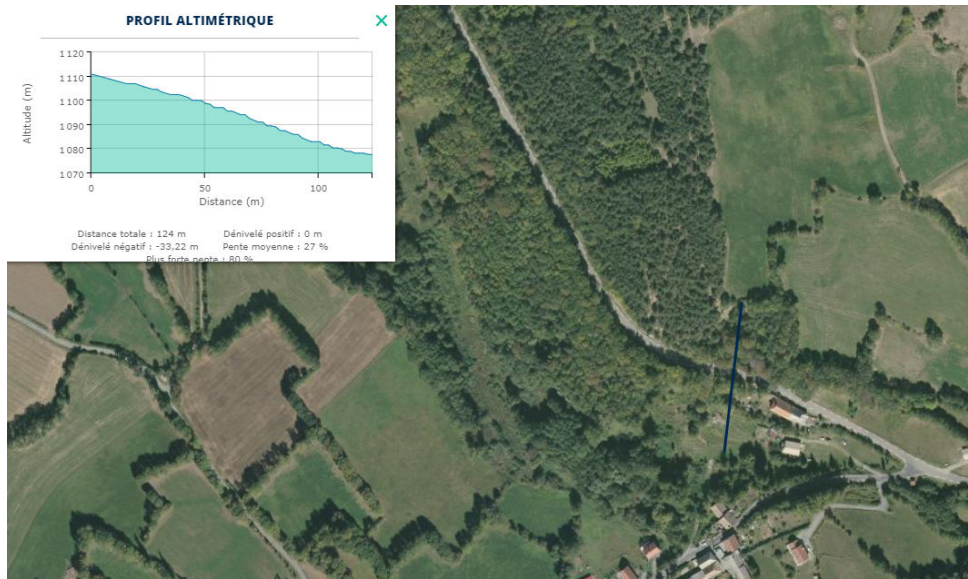 PROFIL ALTIMÉTRIQUE
Altitude (m)
1 120
1 110
1 100
1 090
1 080
1 070
0 50 100
Distance (m)
Distance totale : 124 m Dénivelé positif : 0 m
Dénivelé négatif : -33,22 m Pente moyenne : 27 %
Plus forte pente : 80 %